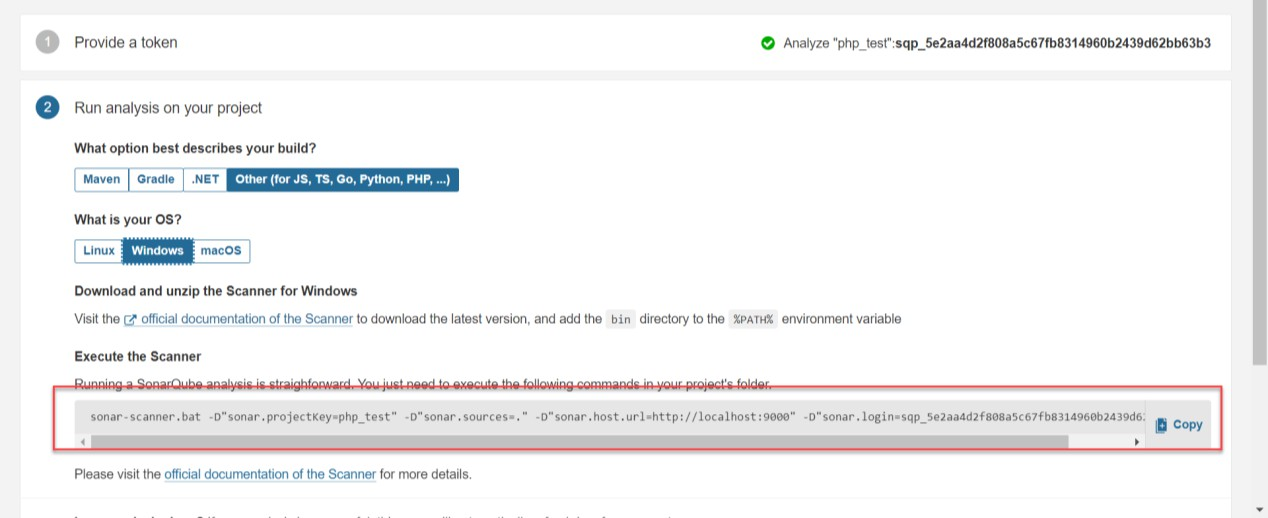 1 Provide a token
Analyze "php_test":sqp_5e2aa4d2f808a5c67fb8314960b2439d62bb63b3
2 Run analysis on your project
What option best describes your build?
Maven Gradle .NET Other (for JS, TS, Go, Python, PHP, ...)
What is your OS?
Linux Windows macOS
Download and unzip the Scanner for Windows
Visit the official documentation of the Scanner to download the latest version, and add the bin directory to the %PATH% environment variable
Execute the Scanner
Running a SonarQube analysis is straighforward. You just need to execute the following commands in your project's folder.
sonar-scanner.bat -D"sonar.projectKey=php_test" -D"sonar.sources=." -D"sonar.host.url=http://localhost:9000" -D"sonar.login=sqp_5e2aa4d2f808a5c67fb8314960b2439d6
Copy
Please visit the official documentation of the Scanner for more details.